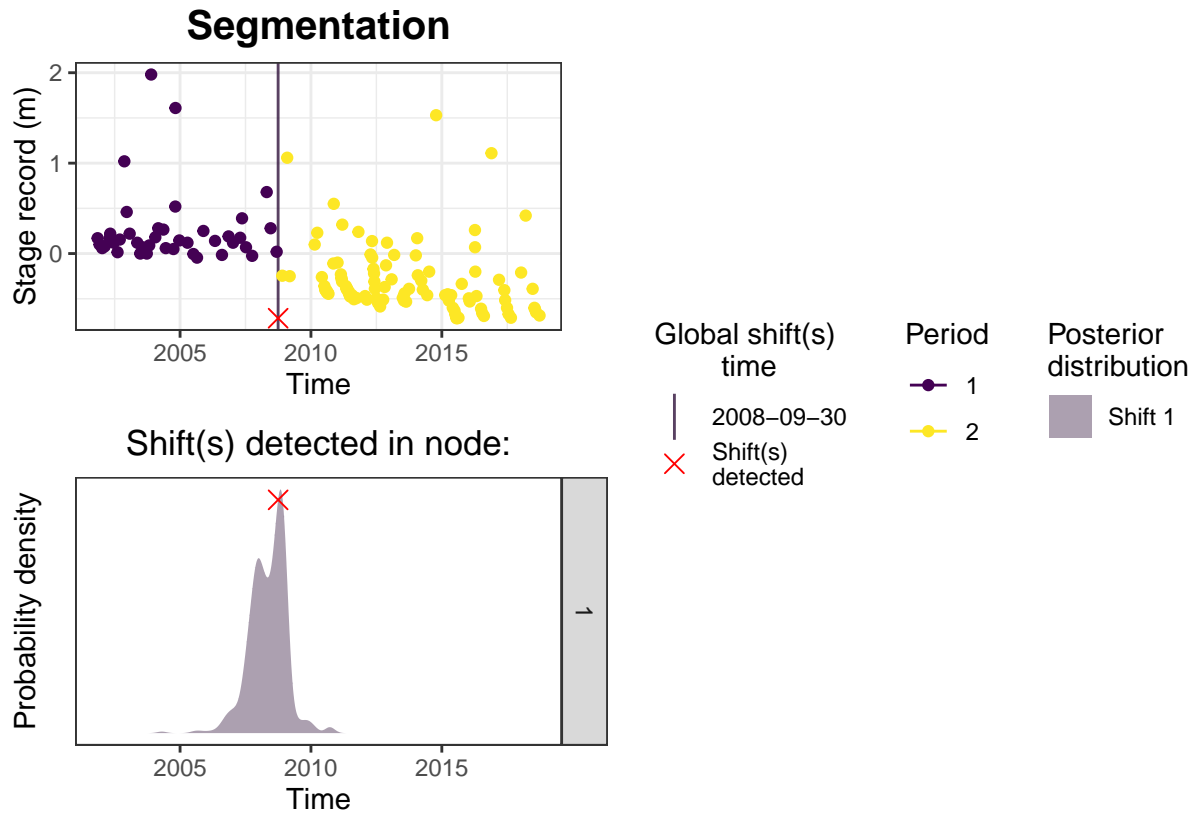 Segmentation
Stage record (m)
2
1
0
2005 2010 2015
Time
Shift(s) detected in node:
Probability density
1
2005 2010 2015
Time
Global shift(s)
time
2008−09−30
Shift(s)
detected
Period
1
2
Posterior
distribution
Shift 1